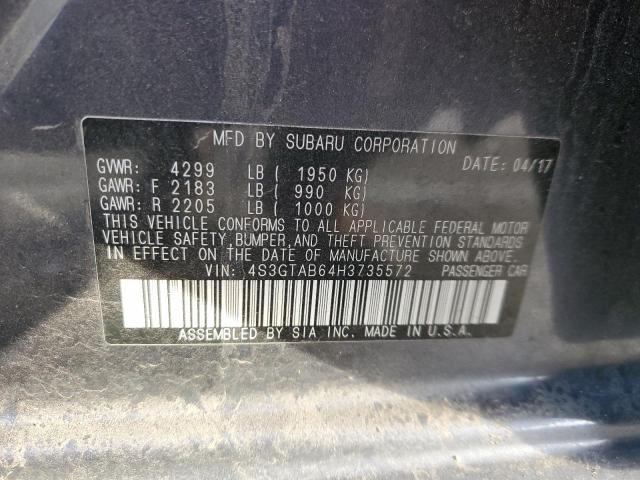 MFD BY SUBARU CORPORATION
GVWR: 4299 LB ( 1950 KG) DATE: 04/17
GAWR: F 2183 LB ( 990 KG)
GAWR: R 2205 LB ( 1000 KG)
THIS VEHICLE CONFORMS TO ALL APPLICABLE FEDERAL MOTOR
VEHICLE SAFETY, BUMPER, AND THEFT PREVENTION STANDARDS
IN EFFECT ON THE DATE OF MANUFACTURE SHOWN ABOVE.
VIN: 4S3GTAB64H3735572 PASSENGER CAR
ASSEMBLED BY SIA, INC. MADE IN U.S.A.